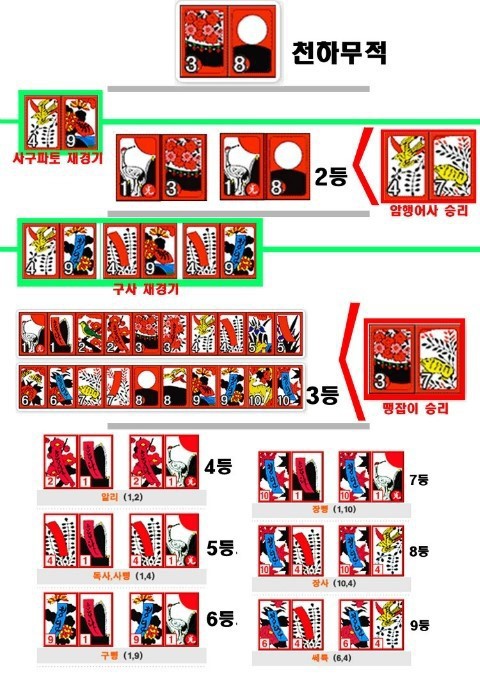 3 8 천하무적
4 9
사구파토 재경기
1 光 3 1 光 8 2등
4 7
암행어사 승리
4 9 4 9 4 9
구사 재경기
1 光 1 2 2 3 3 4 4 5 5
6 6 7 7 8 8 9 9 10 10 3등
3 7
땡잡이 승리
2 1 2 光 4등
알리 (1,2)
10 1 10 光 7등
장삥 (1,10)
4 1 4 光 5등
독사,사삥 (1,4)
10 4 10 4 8등
장사 (10,4)
9 1 9 光 6등
구삥 (1,9)
6 4 6 4 9등
쎄륙 (6,4)